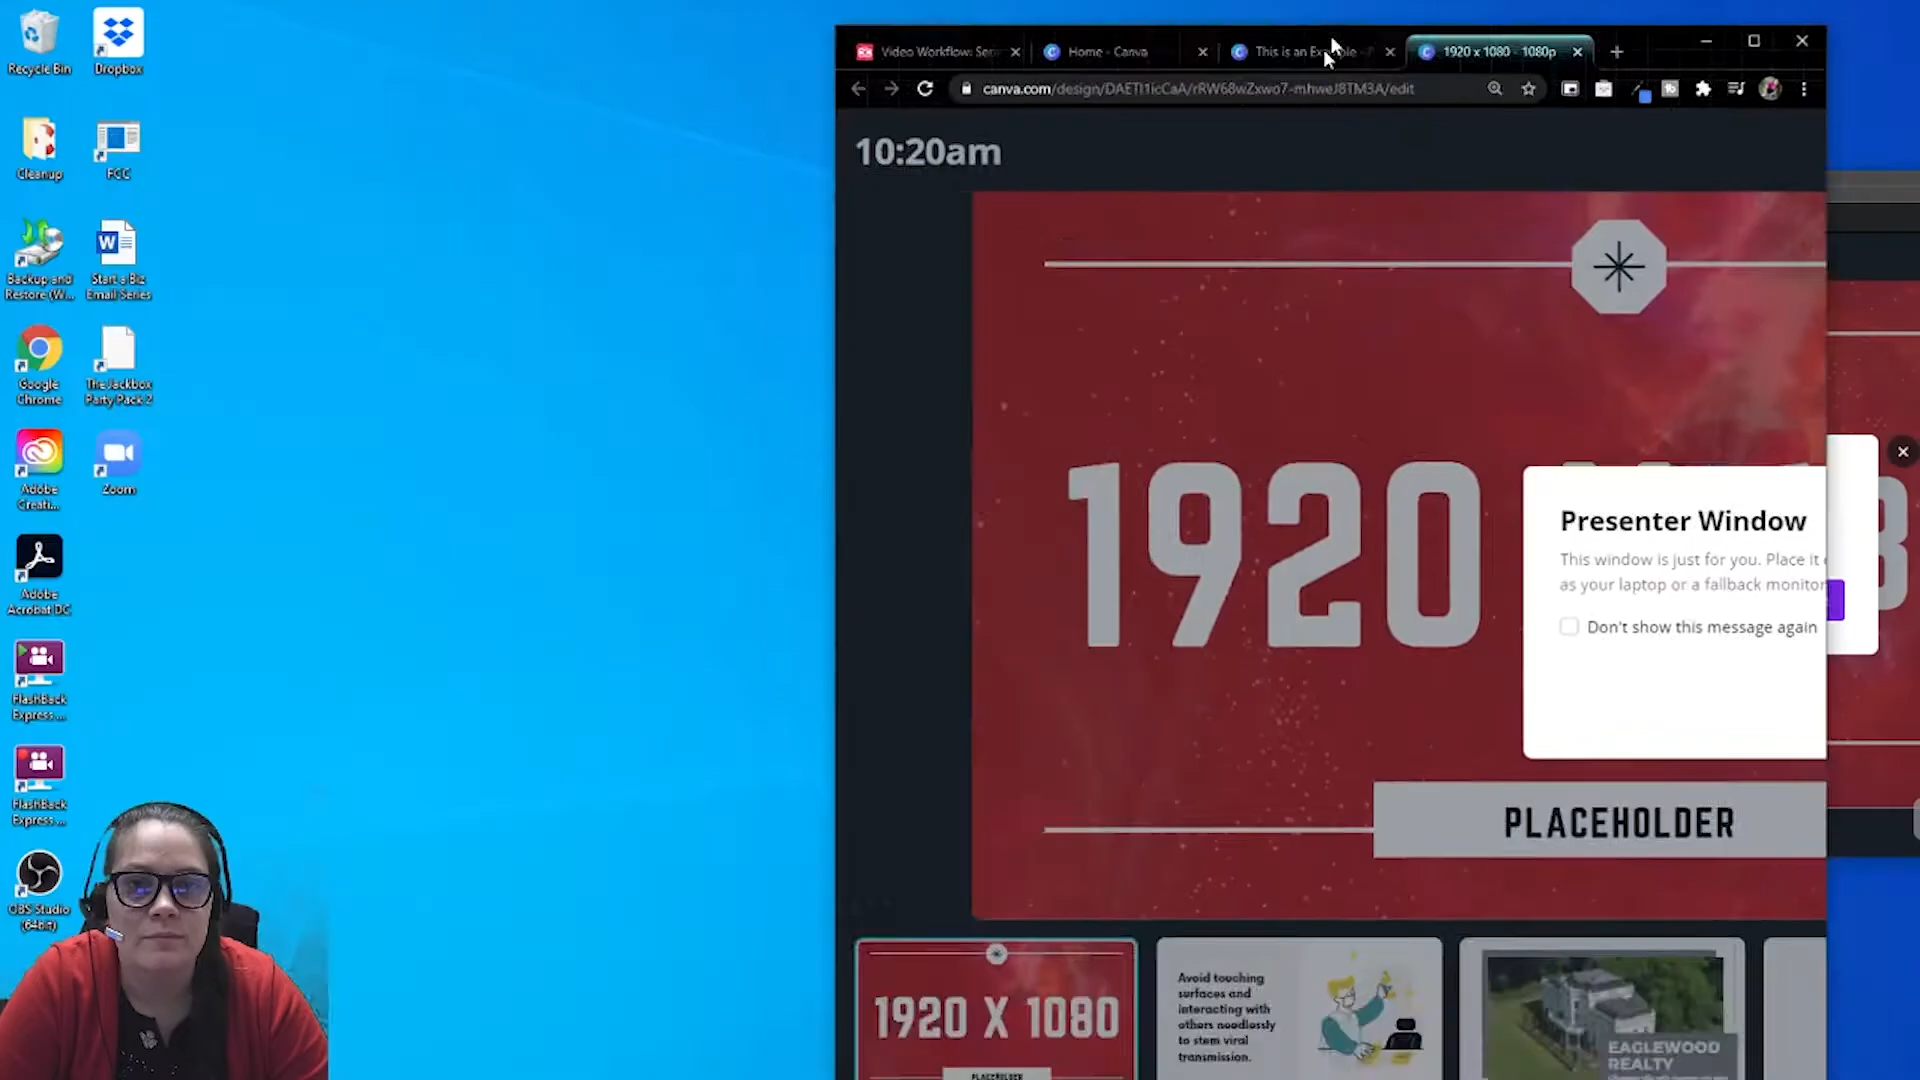 Recycle Bin
Dropbox
Cleanup
FCC
Backup and
Restore (W...
Start a Biz
Email Series
Google
Chrome
The Jackbox
Party Pack 2
Adobe
Creati...
Zoom
Adobe
Acrobat DC
FlashBack
Express ...
FlashBack
Express ...
OBS Studio
(64bit)
Video Workflow: Ser
Home - Canva
This is an Ex
1920 x 1080 - 1080p
canva.com/design/DAETl1icCaA/rRW68wZxwo7-mhweJ8TM3A/edit
10:20am
1920
Presenter Window
This window is just for you. Place it
as your laptop or a fallback monitor
Don't show this message again
PLACEHOLDER
1920 X 1080
PLACEHOLDER
Avoid touching
surfaces and
interacting with
others needlessly
to stem viral
transmission.
EAGLEWOOD
REALTY